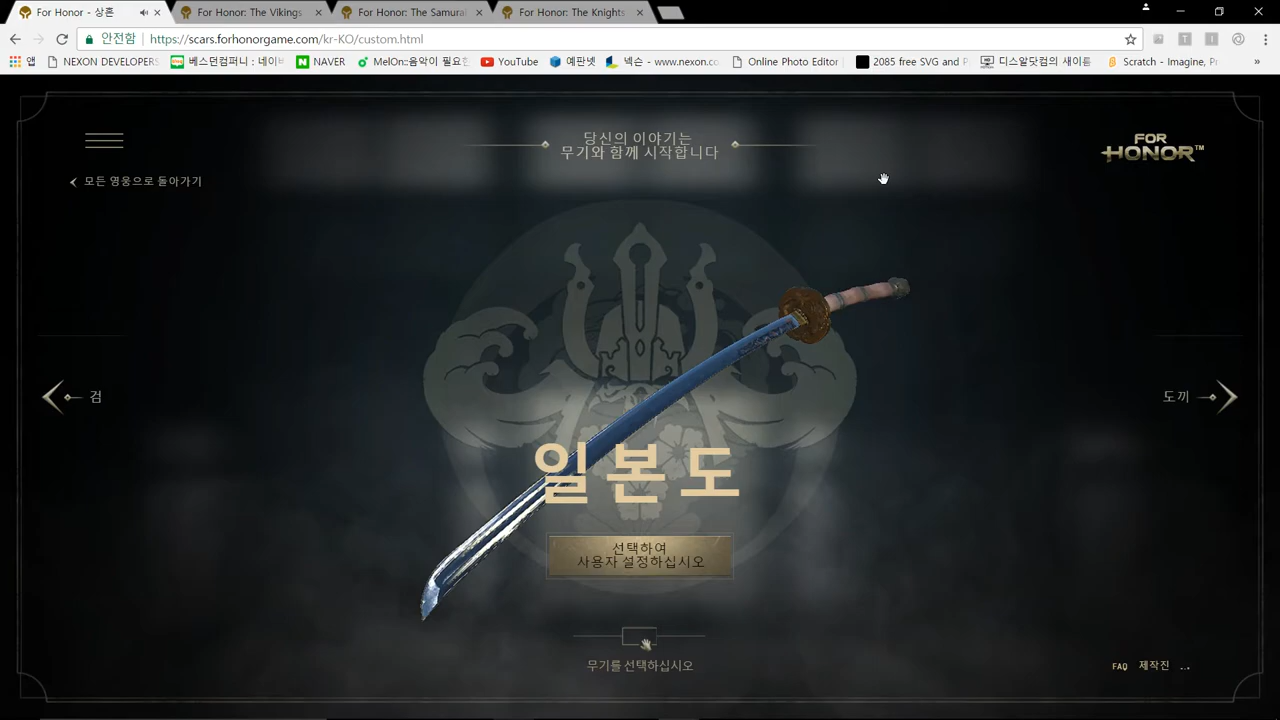 For Honor - 상혼
For Honor: The Vikings
For Honor: The Samurai
For Honor: The Knights
안전함
https://scars.forhonorgame.com/kr-KO/custom.html
앱
NEXON DEVELOPERS
베스던컴퍼니 : 네이버
NAVER
MelOn::음악이 필요한
YouTube
예판넷
넥슨 - www.nexon.co
Online Photo Editor
2085 free SVG and P
디스알닷컴의 새이름
Scratch - Imagine, Pr
»
당신의 이야기는
무기와 함께 시작합니다
FOR
HONOR™
모든 영웅으로 돌아가기
검
도끼
일본도
선택하여
사용자 설정하십시오
무기를 선택하십시오
FAQ 제작진 ...